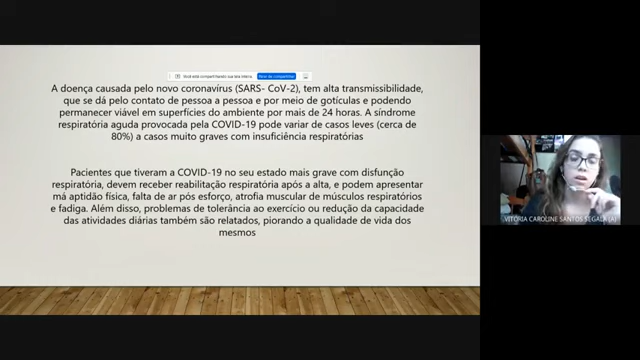 Você está compartilhando sua tela inteira.
A doença causada pelo novo coronavírus (SARS- CoV-2), tem alta transmissibilidade,
que se dá pelo contato de pessoa a pessoa e por meio de gotículas e podendo
permanecer viável em superfícies do ambiente por mais de 24 horas. A síndrome
respiratória aguda provocada pela COVID-19 pode variar de casos leves (cerca de
80%) a casos muito graves com insuficiência respiratórias
Pacientes que tiveram a COVID-19 no seu estado mais grave com disfunção
respiratória, devem receber reabilitação respiratória após a alta, e podem apresentar
má aptidão física, falta de ar pós esforço, atrofia muscular de músculos respiratórios
e fadiga. Além disso, problemas de tolerância ao exercício ou redução da capacidade
das atividades diárias também são relatados, piorando a qualidade de vida dos
mesmos
VITORIA CAROLINE SANTOS SEGALA (A)